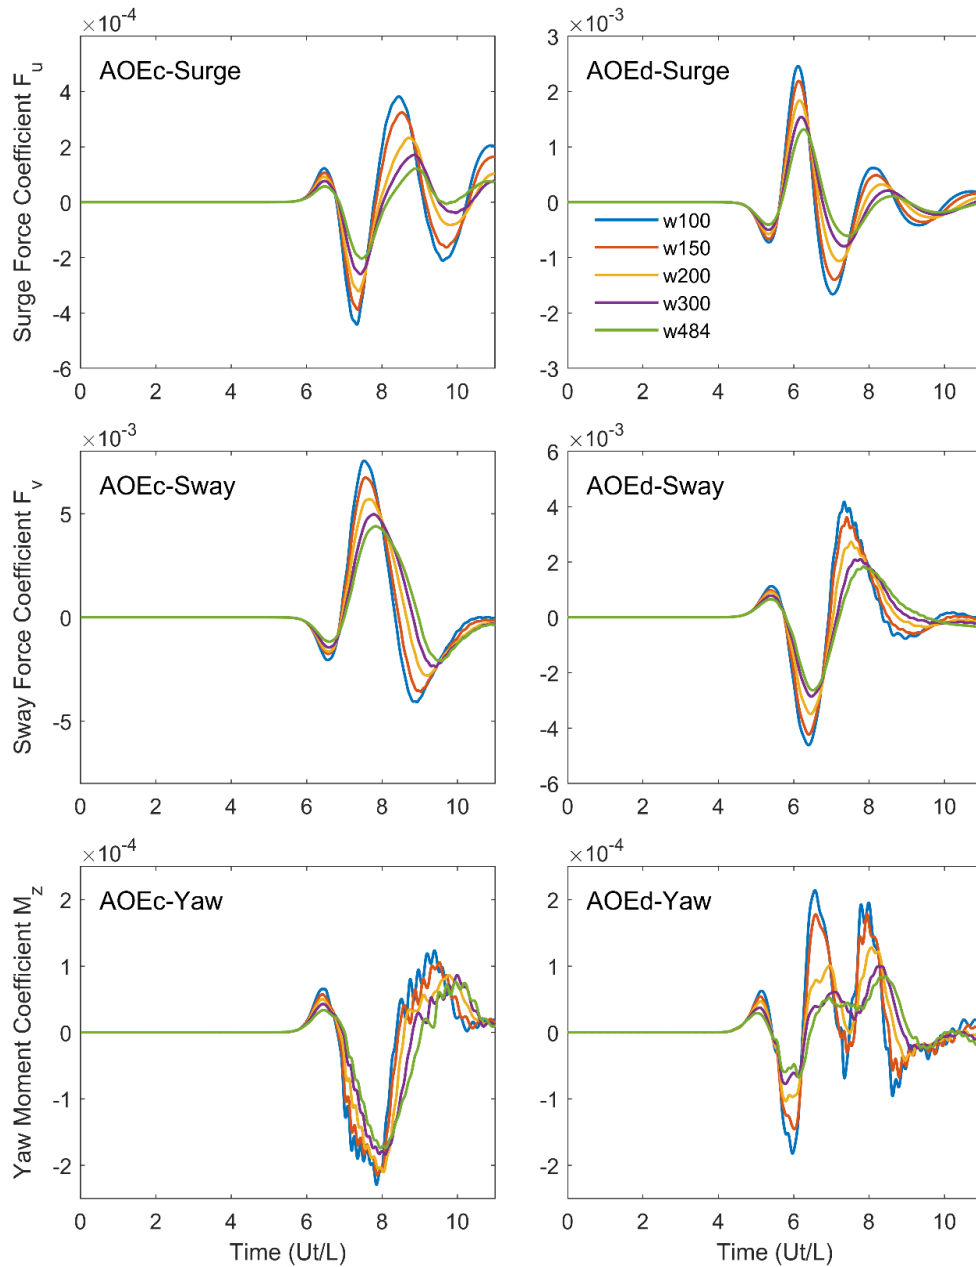 ×10-4
AOEc-Surge
Surge Force Coefficient Fu
4
2
0
-2
-4
-6
0 2 4 6 8 10
×10-3
AOEd-Surge
3
2
1
0
-1
-2
-3
w100
w150
w200
w300
w484
0 2 4 6 8 10
×10-3
AOEc-Sway
Sway Force Coefficient Fv
5
0
-5
0 2 4 6 8 10
×10-3
AOEd-Sway
6
4
2
0
-2
-4
-6
0 2 4 6 8 10
×10-4
AOEc-Yaw
Yaw Moment Coefficient Mz
2
1
0
-1
-2
0 2 4 6 8 10
Time (Ut/L)
×10-4
AOEd-Yaw
2
1
0
-1
-2
0 2 4 6 8 10
Time (Ut/L)